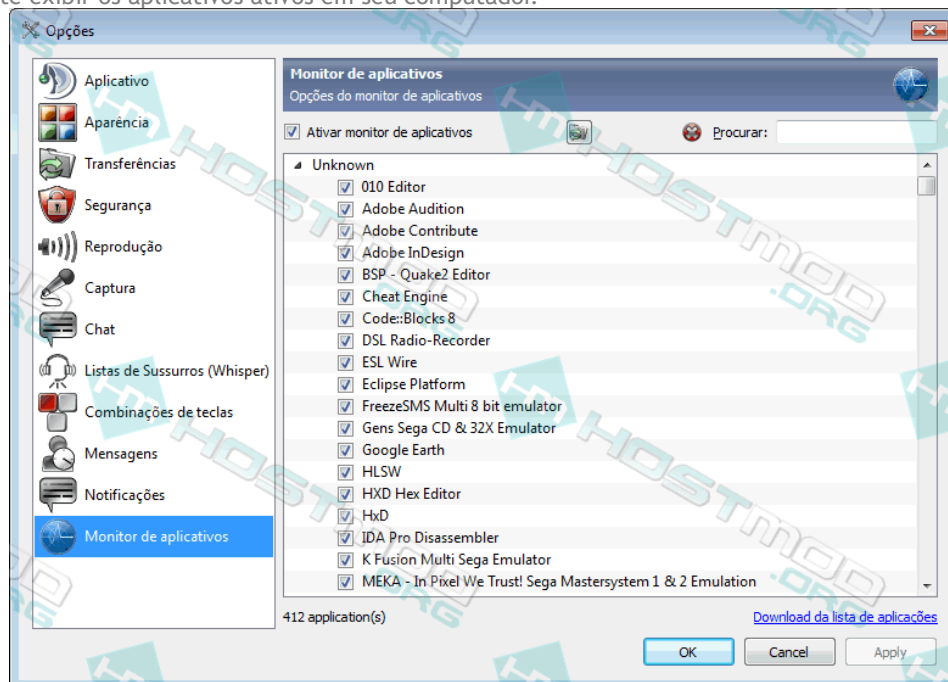 te exibir os aplicativos ativos em seu computador.
Opções
Aplicativo
Aparência
Transferências
Segurança
Reprodução
Captura
Chat
Listas de Sussurros (Whisper)
Combinações de teclas
Mensagens
Notificações
Monitor de aplicativos
Monitor de aplicativos
Opções do monitor de aplicativos
Ativar monitor de aplicativos
Procurar:
Unknown
010 Editor
Adobe Audition
Adobe Contribute
Adobe InDesign
BSP - Quake2 Editor
Cheat Engine
Code::Blocks 8
DSL Radio-Recorder
ESL Wire
Eclipse Platform
FreezeSMS Multi 8 bit emulator
Gens Sega CD & 32X Emulator
Google Earth
HLSW
HXD Hex Editor
HxD
IDA Pro Disassembler
K Fusion Multi Sega Emulator
MEKA - In Pixel We Trust! Sega Mastersystem 1 & 2 Emulation
412 application(s)
Download da lista de aplicações
OK
Cancel
Apply
HM HOSTMOD.ORG